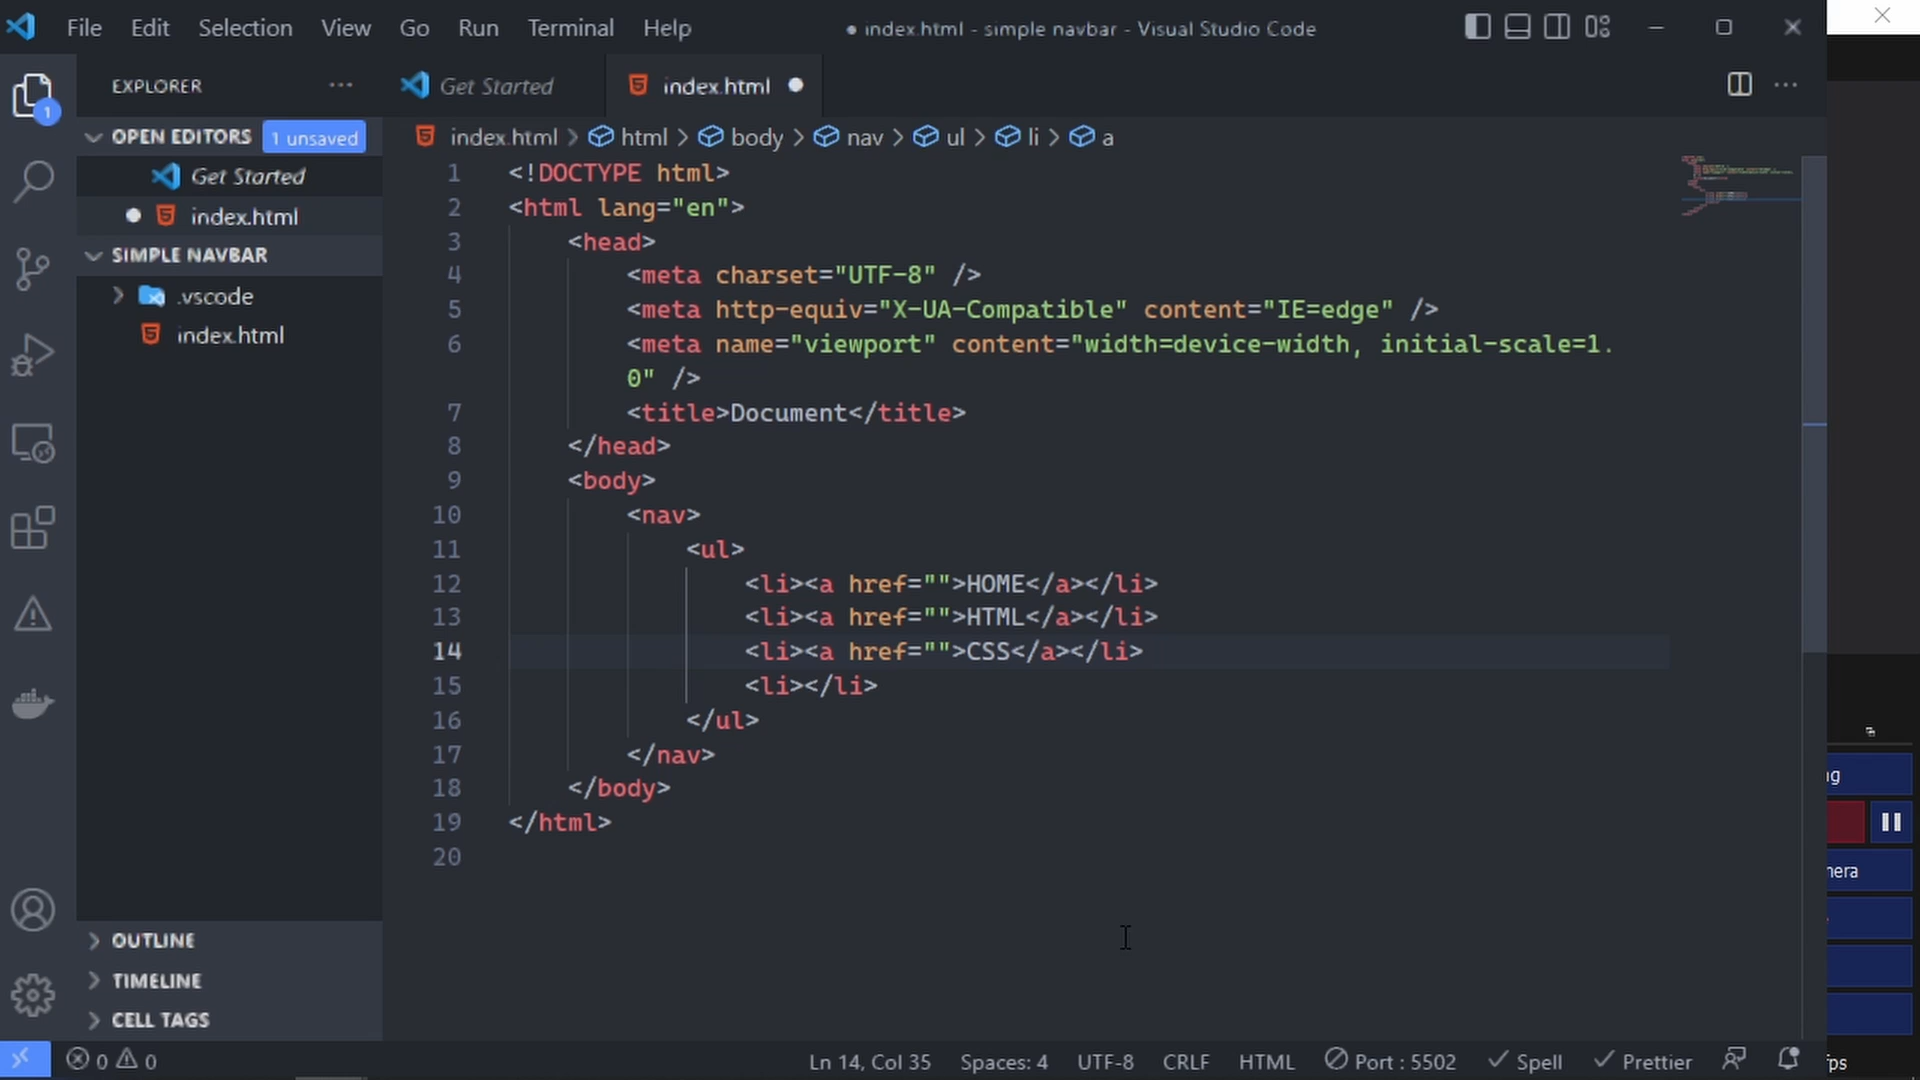 File Edit Selection View Go Run Terminal Help ● index.html - simple navbar - Visual Studio Code
EXPLORER ···
Get Started
index.html
OPEN EDITORS 1 unsaved
Get Started
index.html
SIMPLE NAVBAR
.vscode
index.html
OUTLINE
TIMELINE
CELL TAGS
1
index.html > html > body > nav > ul > li > a
1 <!DOCTYPE html>
2 <html lang="en">
3 <head>
4 <meta charset="UTF-8" />
5 <meta http-equiv="X-UA-Compatible" content="IE=edge" />
6 <meta name="viewport" content="width=device-width, initial-scale=1.
0" />
7 <title>Document</title>
8 </head>
9 <body>
10 <nav>
11 <ul>
12 <li><a href="">HOME</a></li>
13 <li><a href="">HTML</a></li>
14 <li><a href="">CSS</a></li>
15 <li></li>
16 </ul>
17 </nav>
18 </body>
19 </html>
20
0 0 Ln 14, Col 35 Spaces: 4 UTF-8 CRLF HTML Port : 5502 Spell Prettier